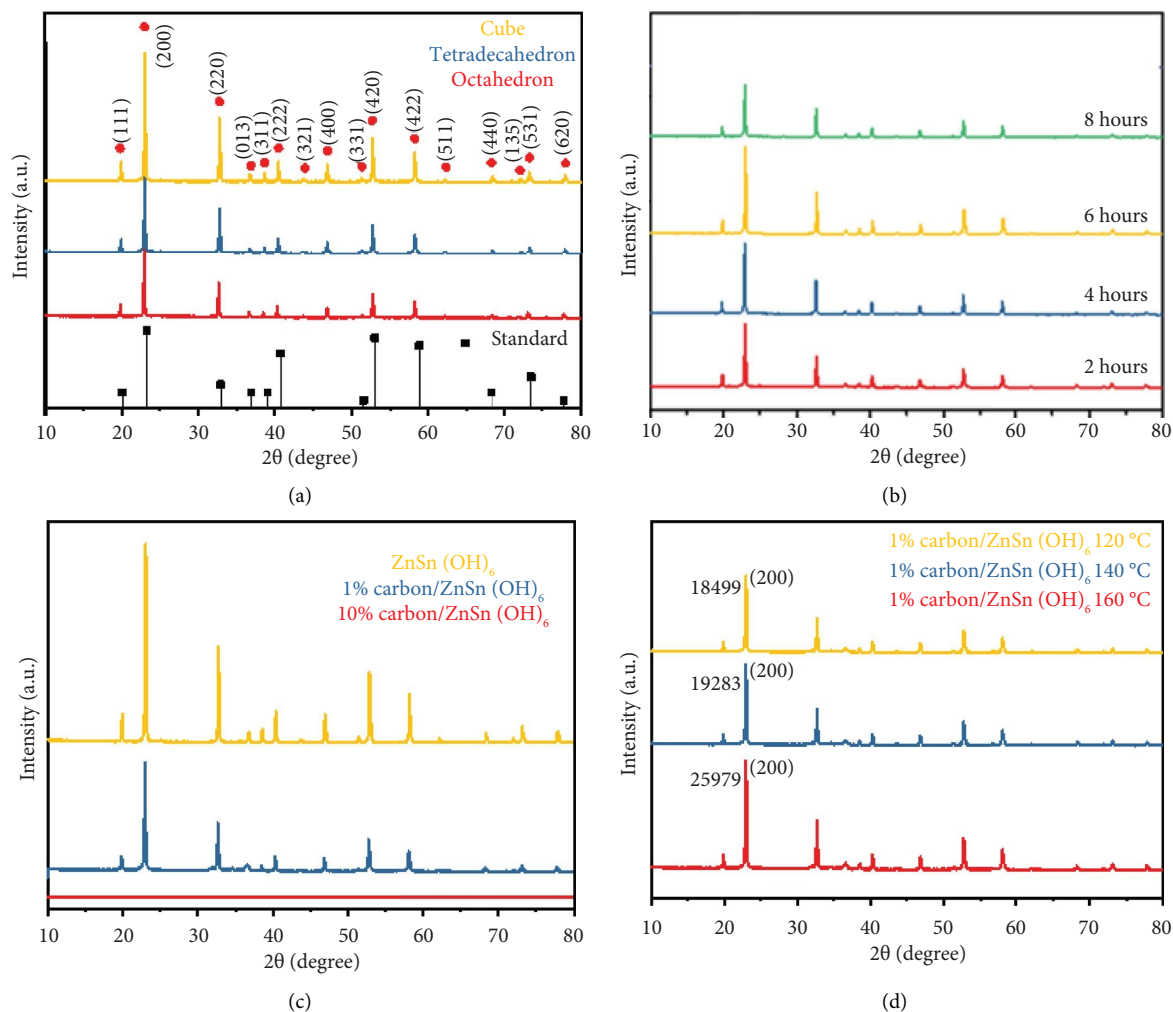 Cube
Tetradecahedron
Octahedron
(111)
(200)
(220)
(013)
(311)
(222)
(321)
(400)
(331)
(420)
(422)
(511)
(440)
(135)
(531)
(620)
Standard
Intensity (a.u.)
10 20 30 40 50 60 70 80
2θ (degree)
(a)
8 hours
6 hours
4 hours
2 hours
Intensity (a.u.)
10 20 30 40 50 60 70 80
2θ (degree)
(b)
ZnSn (OH)₆
1% carbon/ZnSn (OH)₆
10% carbon/ZnSn (OH)₆
Intensity (a.u.)
10 20 30 40 50 60 70 80
2θ (degree)
(c)
1% carbon/ZnSn (OH)₆ 120 °C
1% carbon/ZnSn (OH)₆ 140 °C
1% carbon/ZnSn (OH)₆ 160 °C
18499 (200)
19283 (200)
25979 (200)
Intensity (a.u.)
10 20 30 40 50 60 70 80
2θ (degree)
(d)